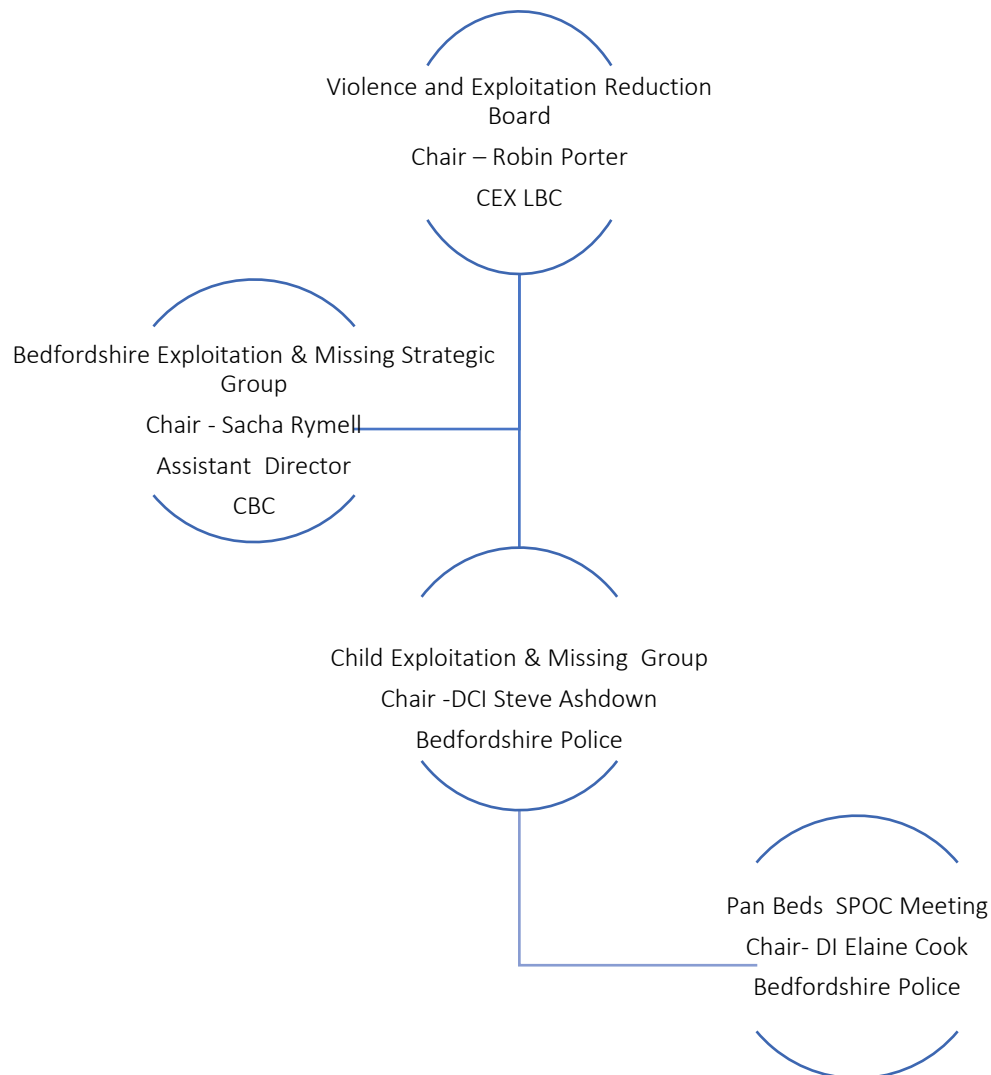 Violence and Exploitation Reduction
Board
Chair – Robin Porter
CEX LBC
Bedfordshire Exploitation & Missing Strategic
Group
Chair - Sacha Rymell
Assistant  Director
CBC
Child Exploitation & Missing  Group
Chair -DCI Steve Ashdown
Bedfordshire Police
Pan Beds  SPOC Meeting
Chair- DI Elaine Cook
Bedfordshire Police